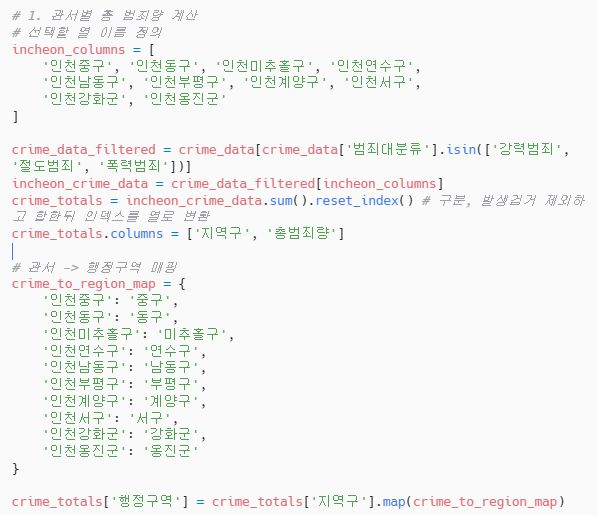 # 1. 관서별 총 범죄량 계산
# 선택할 열 이름 정의
incheon_columns = [
    '인천중구', '인천동구', '인천미추홀구', '인천연수구',
    '인천남동구', '인천부평구', '인천계양구', '인천서구',
    '인천강화군', '인천옹진군'
]

crime_data_filtered = crime_data[crime_data['범죄대분류'].isin(['강력범죄',
'절도범죄', '폭력범죄'])]
incheon_crime_data = crime_data_filtered[incheon_columns]
crime_totals = incheon_crime_data.sum().reset_index() # 구분, 발생검거 제외하
고 합한뒤 인덱스를 열로 변환
crime_totals.columns = ['지역구', '총범죄량']

# 관서 -> 행정구역 매핑
crime_to_region_map = {
    '인천중구': '중구',
    '인천동구': '동구',
    '인천미추홀구': '미추홀구',
    '인천연수구': '연수구',
    '인천남동구': '남동구',
    '인천부평구': '부평구',
    '인천계양구': '계양구',
    '인천서구': '서구',
    '인천강화군': '강화군',
    '인천옹진군': '옹진군'
}

crime_totals['행정구역'] = crime_totals['지역구'].map(crime_to_region_map)